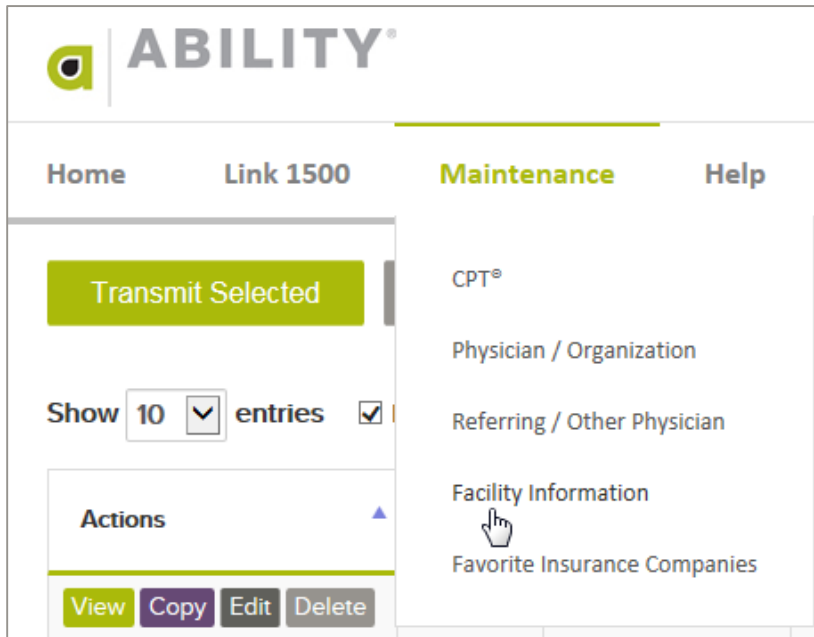 a ABILITY®
Home Link 1500 Maintenance Help
Transmit Selected
CPT®
Physician / Organization
Show 10 entries
Referring / Other Physician
Facility Information
Actions
Favorite Insurance Companies
View Copy Edit Delete